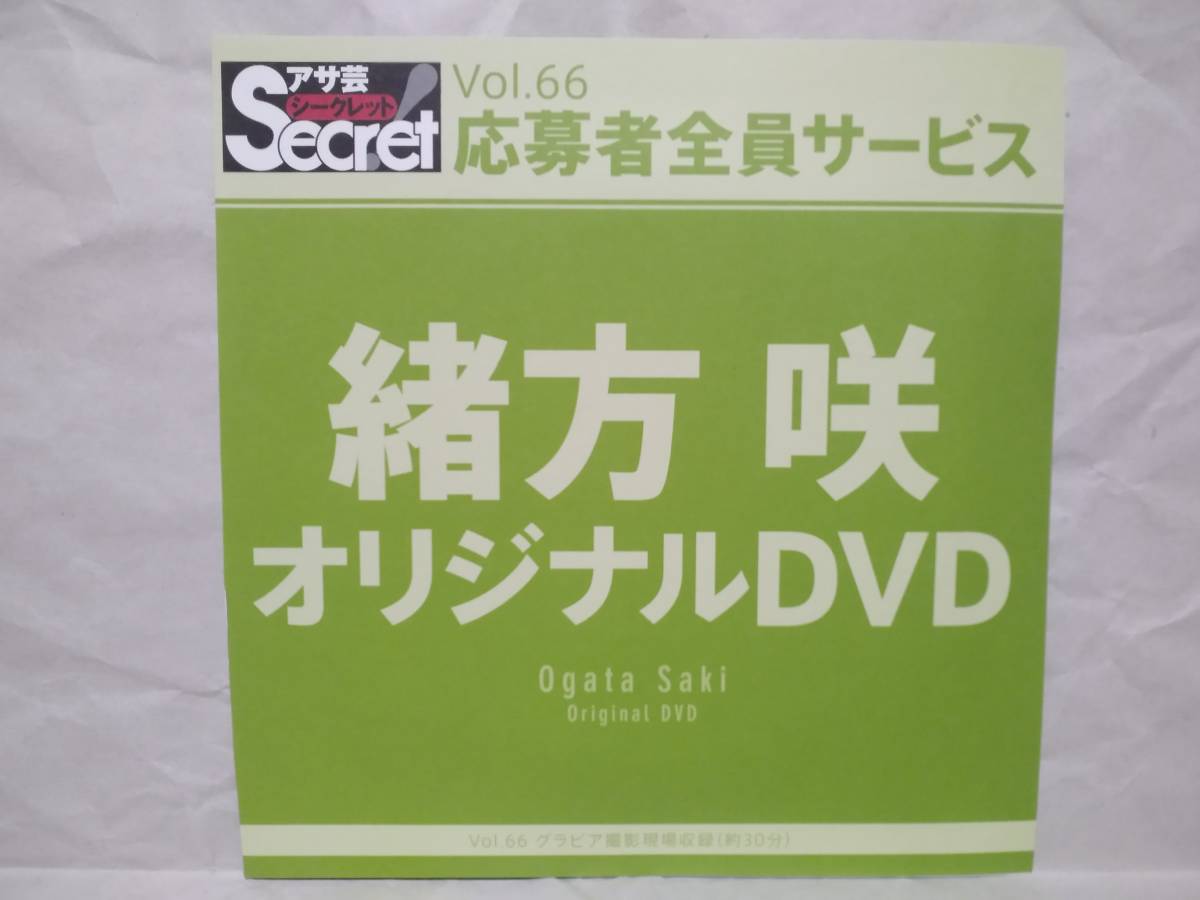 アサ芸
シークレット
Secret!
Vol.66
応募者全員サービス
緒方 咲
オリジナルDVD
Ogata Saki
Original DVD
Vol.66 グラビア撮影現場収録(約30分)